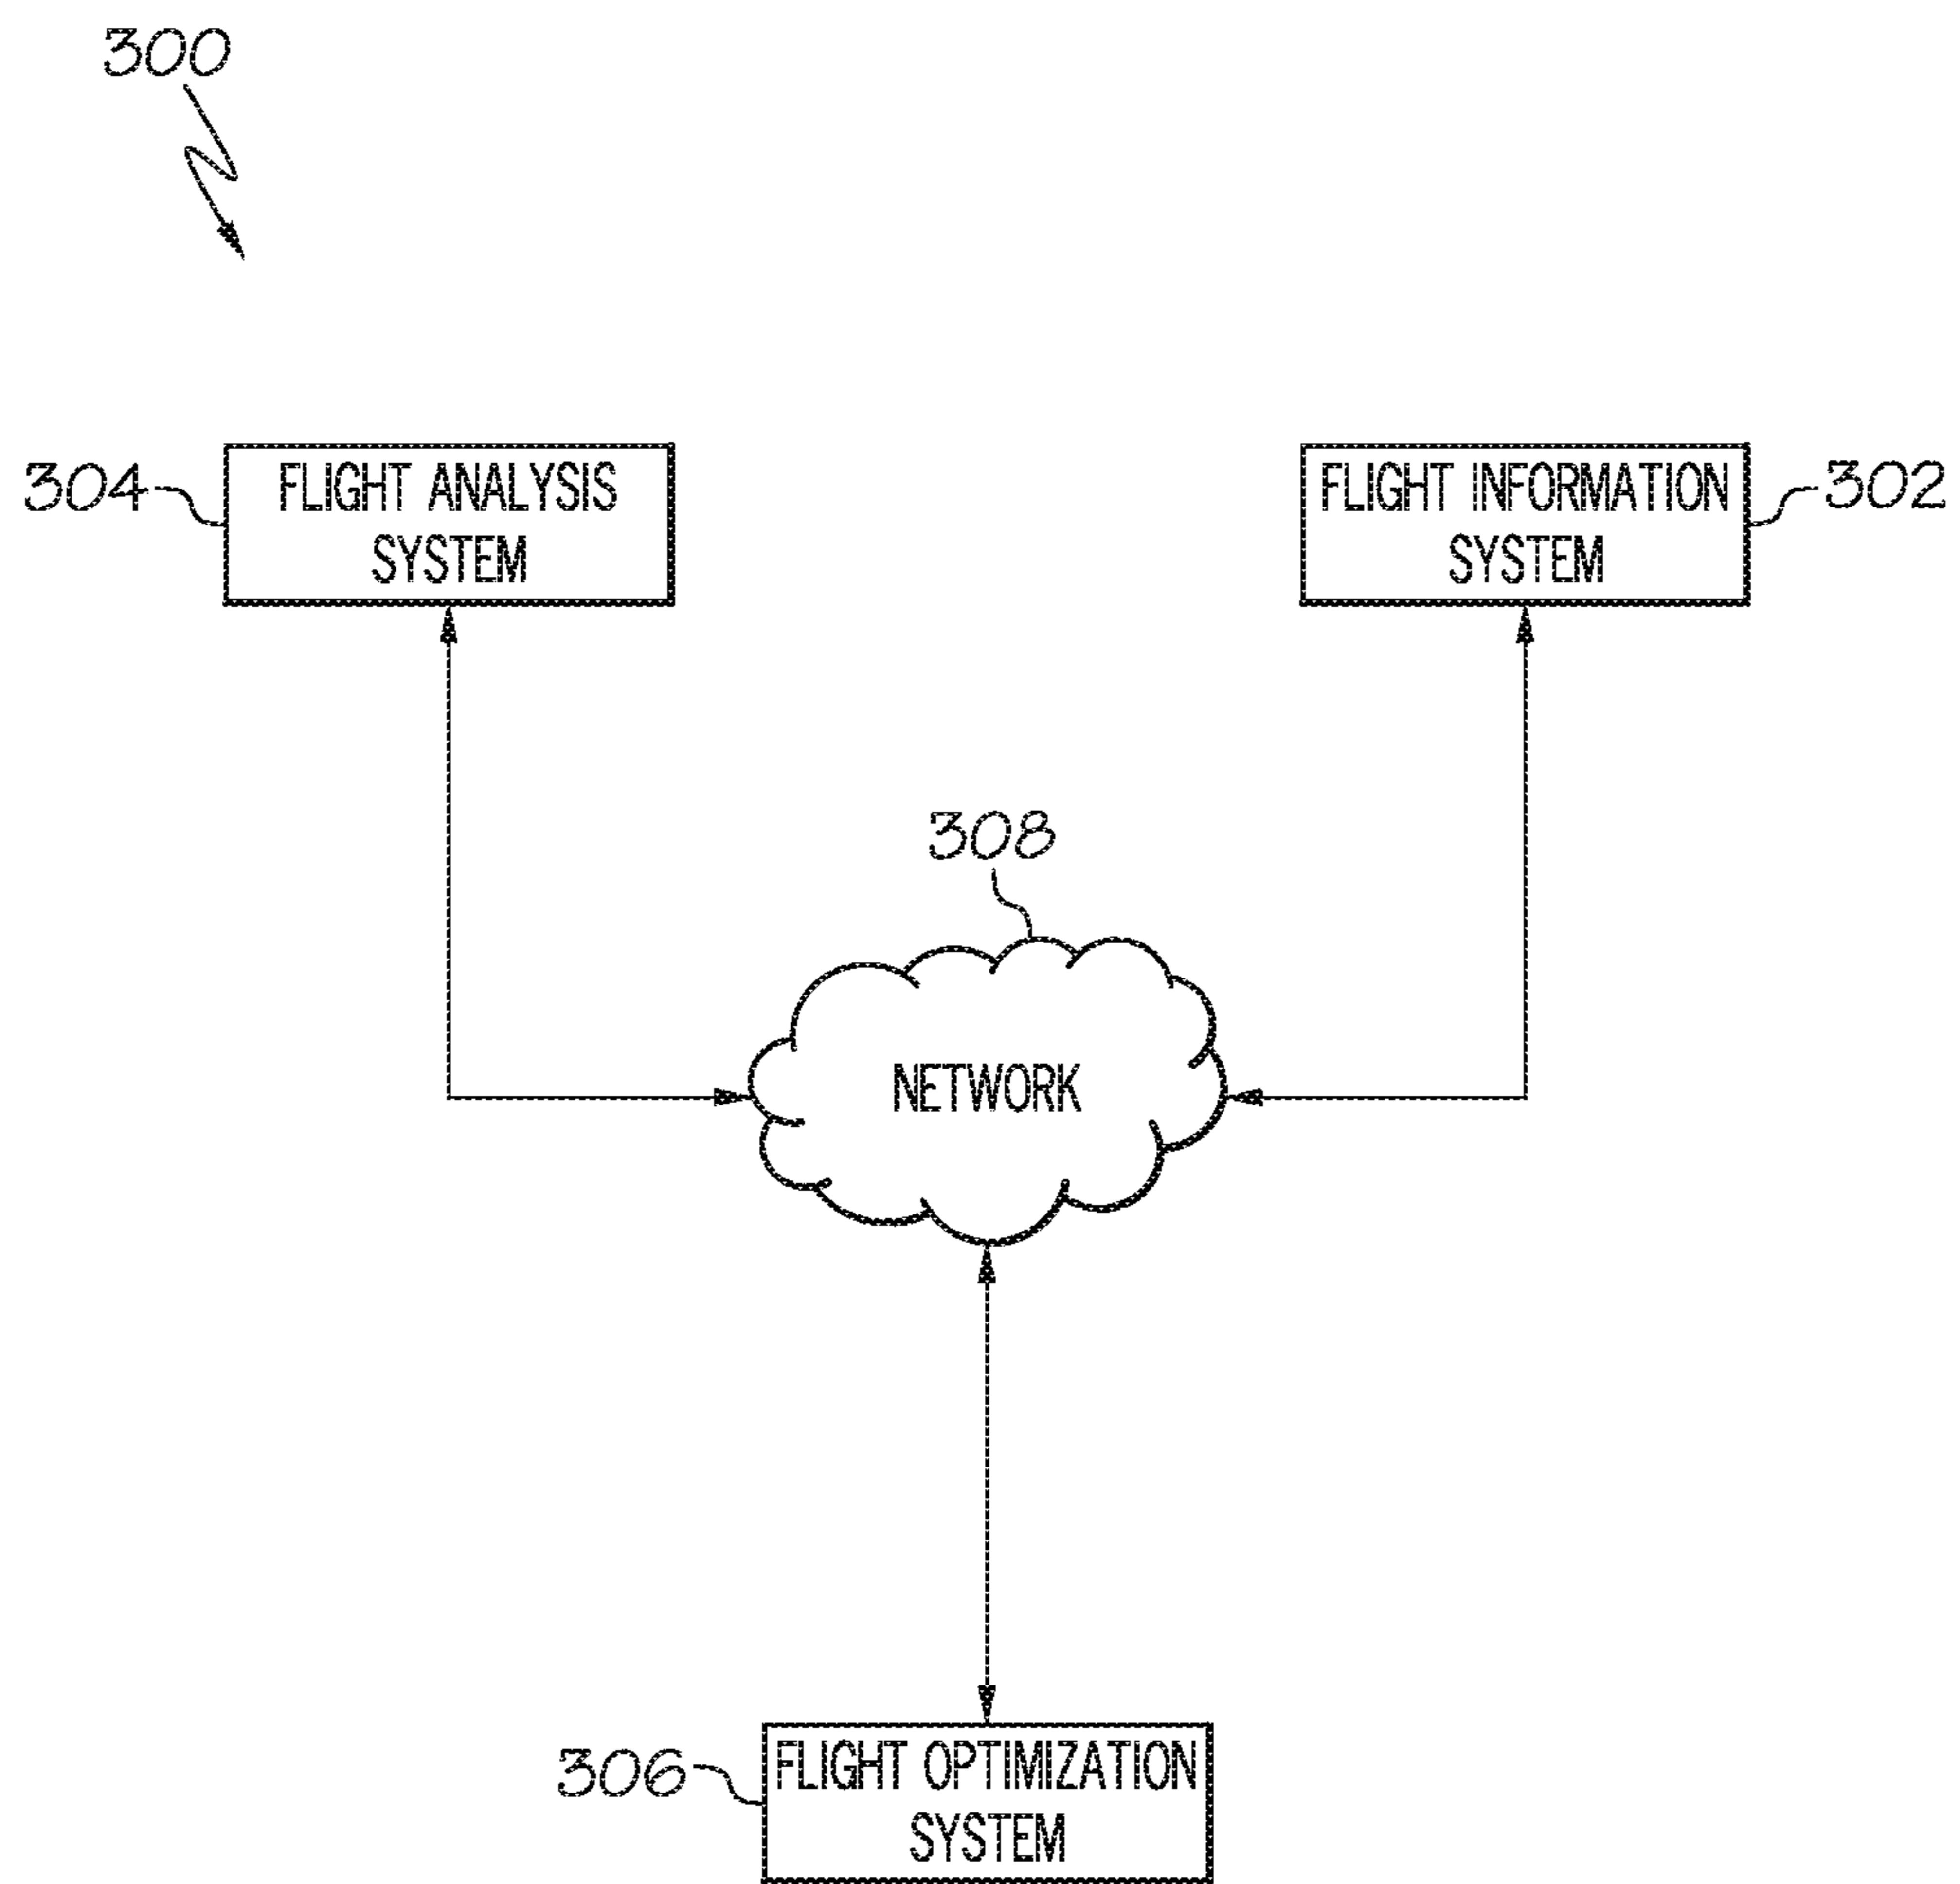 300
304
FLIGHT ANALYSIS
SYSTEM
FLIGHT INFORMATION
SYSTEM
302
308
NETWORK
306
FLIGHT OPTIMIZATION
SYSTEM